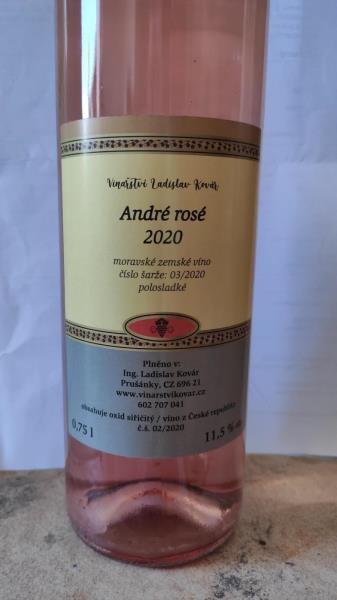 Vinařství Ladislav Kovár
André rosé
2020
moravské zemské víno
číslo šarže: 03/2020
polosladké
Plněno v:
Ing. Ladislav Kovár
Prušánky, CZ 696 21
www.vinarstvikovar.cz
602 707 041
obsahuje oxid siřičitý / víno z České republiky
0,75 l
č.š. 02/2020
11,5 %